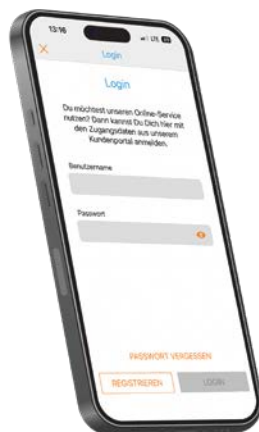 13:16
LTE
Login
Login
Du möchtest unseren Online-Service
nutzen? Dann kannst Du Dich hier mit
den Zugangsdaten aus unserem
Kundenportal anmelden.
Benutzername
Passwort
PASSWORT VERGESSEN
REGISTRIEREN
LOGIN